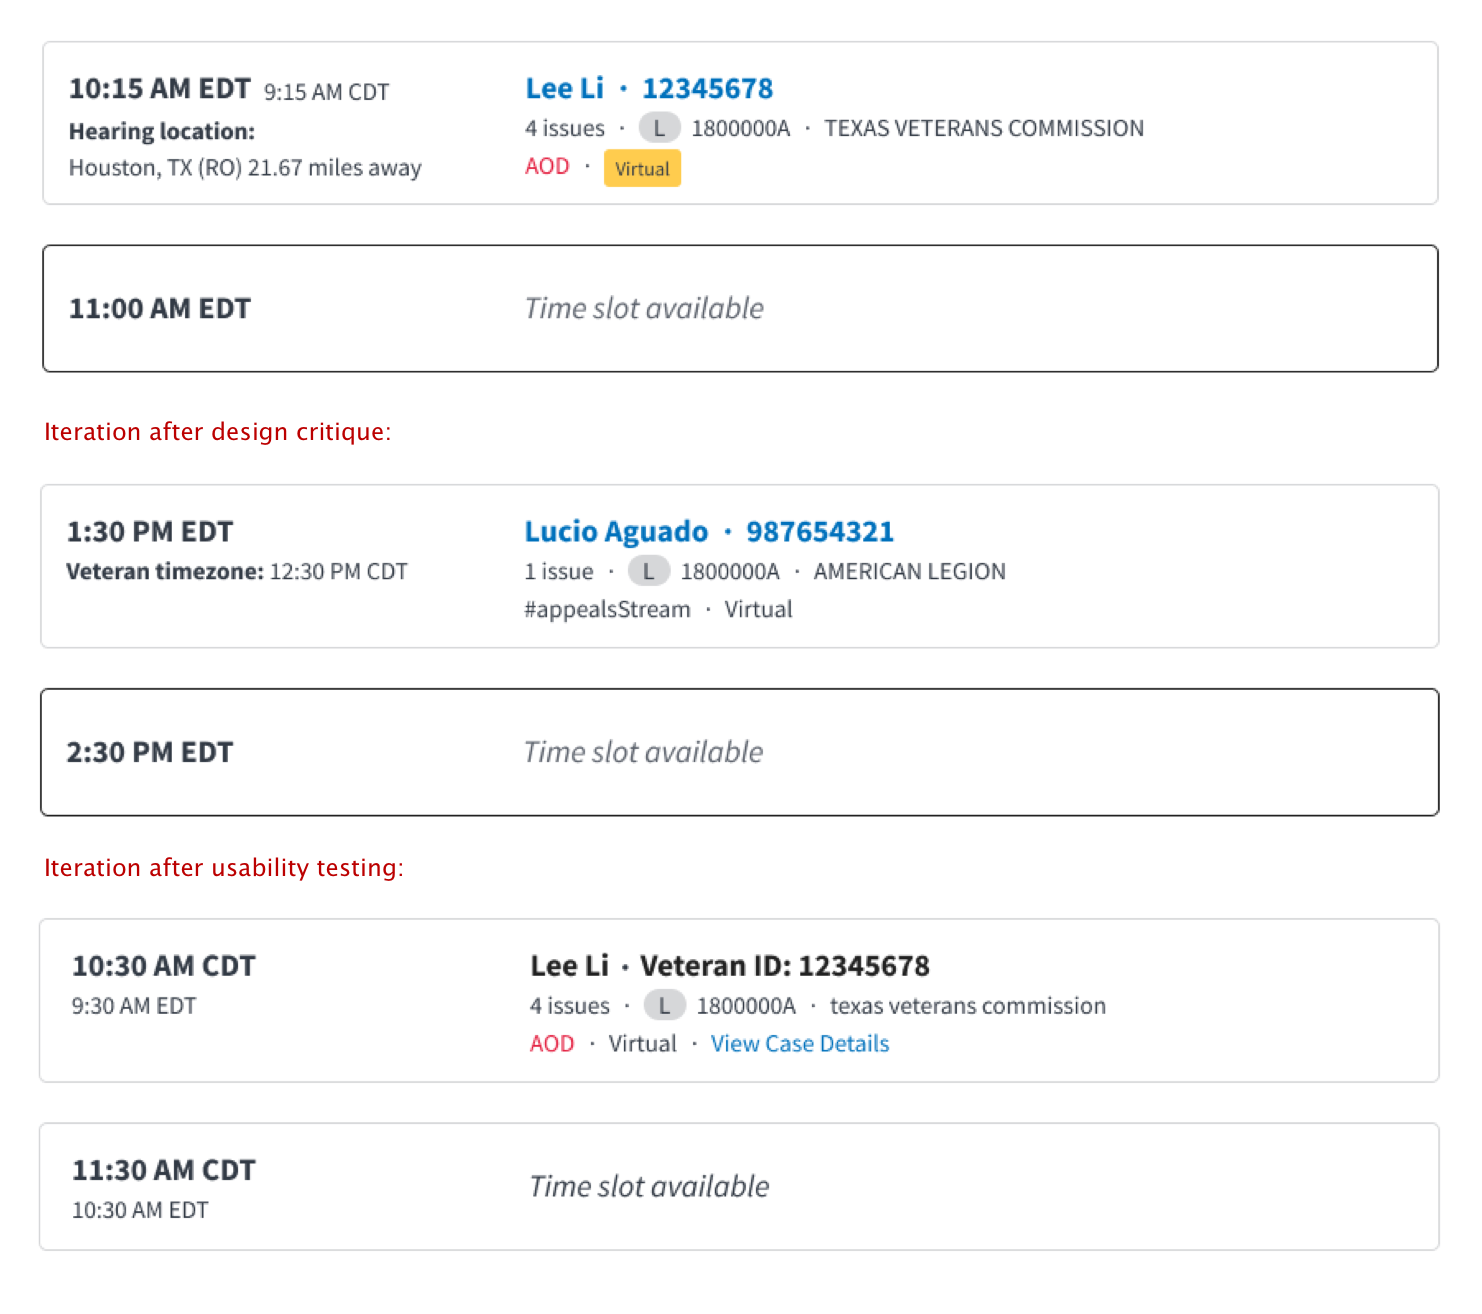 10:15 AM EDT 9:15 AM CDT
Hearing location:
Houston, TX (RO) 21.67 miles away
Lee Li · 12345678
4 issues · L 1800000A · TEXAS VETERANS COMMISSION
AOD · Virtual
11:00 AM EDT
Time slot available
Iteration after design critique:
1:30 PM EDT
Veteran timezone: 12:30 PM CDT
Lucio Aguado · 987654321
1 issue · L 1800000A · AMERICAN LEGION
#appealsStream · Virtual
2:30 PM EDT
Time slot available
Iteration after usability testing:
10:30 AM CDT
9:30 AM EDT
Lee Li · Veteran ID: 12345678
4 issues · L 1800000A · texas veterans commission
AOD · Virtual · View Case Details
11:30 AM CDT
10:30 AM EDT
Time slot available